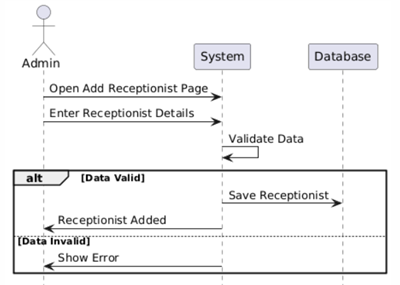 Admin
System
Database
Open Add Receptionist Page
Enter Receptionist Details
Validate Data
alt [Data Valid]
Save Receptionist
Receptionist Added
[Data Invalid]
Show Error